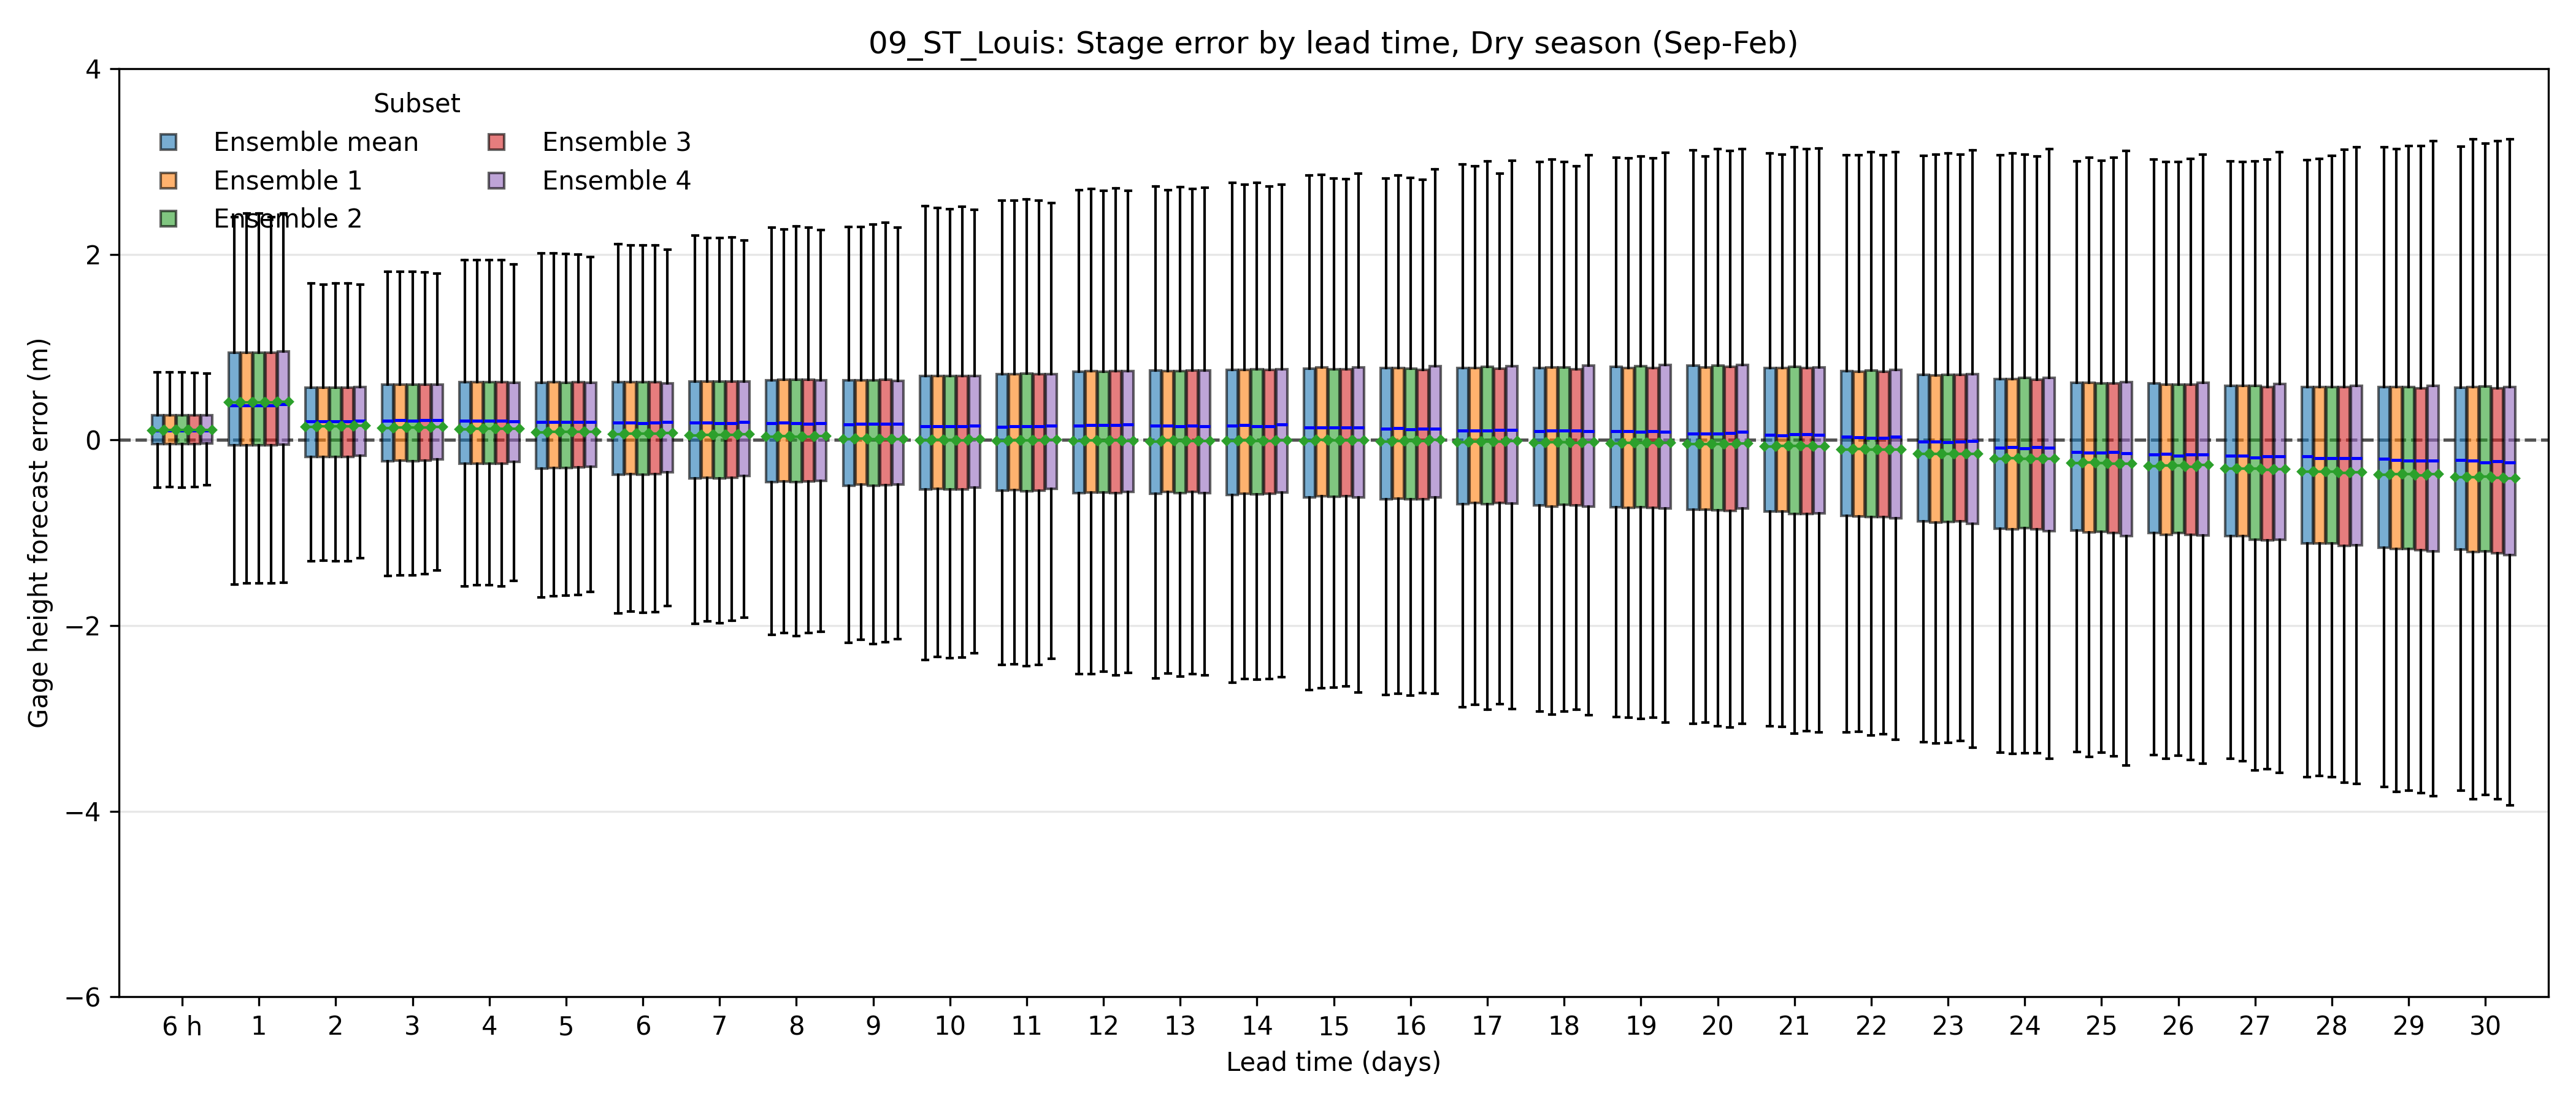 09_ST_Louis: Stage error by lead time, Dry season (Sep-Feb)
Subset
Ensemble mean
Ensemble 1
Ensemble 2
Ensemble 3
Ensemble 4
Gage height forecast error (m)
4
2
0
−2
−4
−6
6 h 1 2 3 4 5 6 7 8 9 10 11 12 13 14 15 16 17 18 19 20 21 22 23 24 25 26 27 28 29 30
Lead time (days)